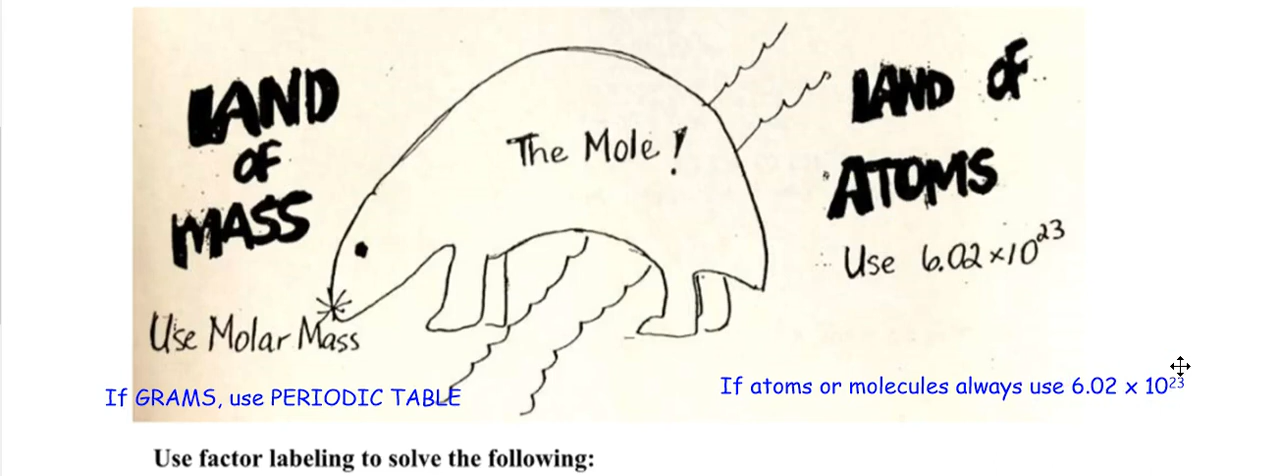 LAND
OF
MASS
Use Molar Mass
If GRAMS, use PERIODIC TABLE
The Mole!
LAND OF
ATOMS
Use 6.02 x 10²³
If atoms or molecules always use 6.02 x 10²³
Use factor labeling to solve the following: